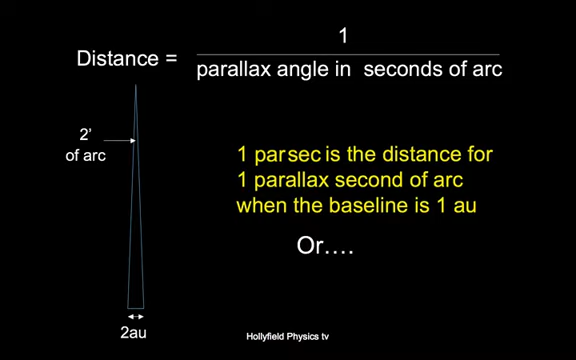 1
Distance =
parallax angle in seconds of arc
2’
of arc
1 parsec is the distance for
1 parallax second of arc
when the baseline is 1 au
Or....
2au
Hollyfield Physics tv